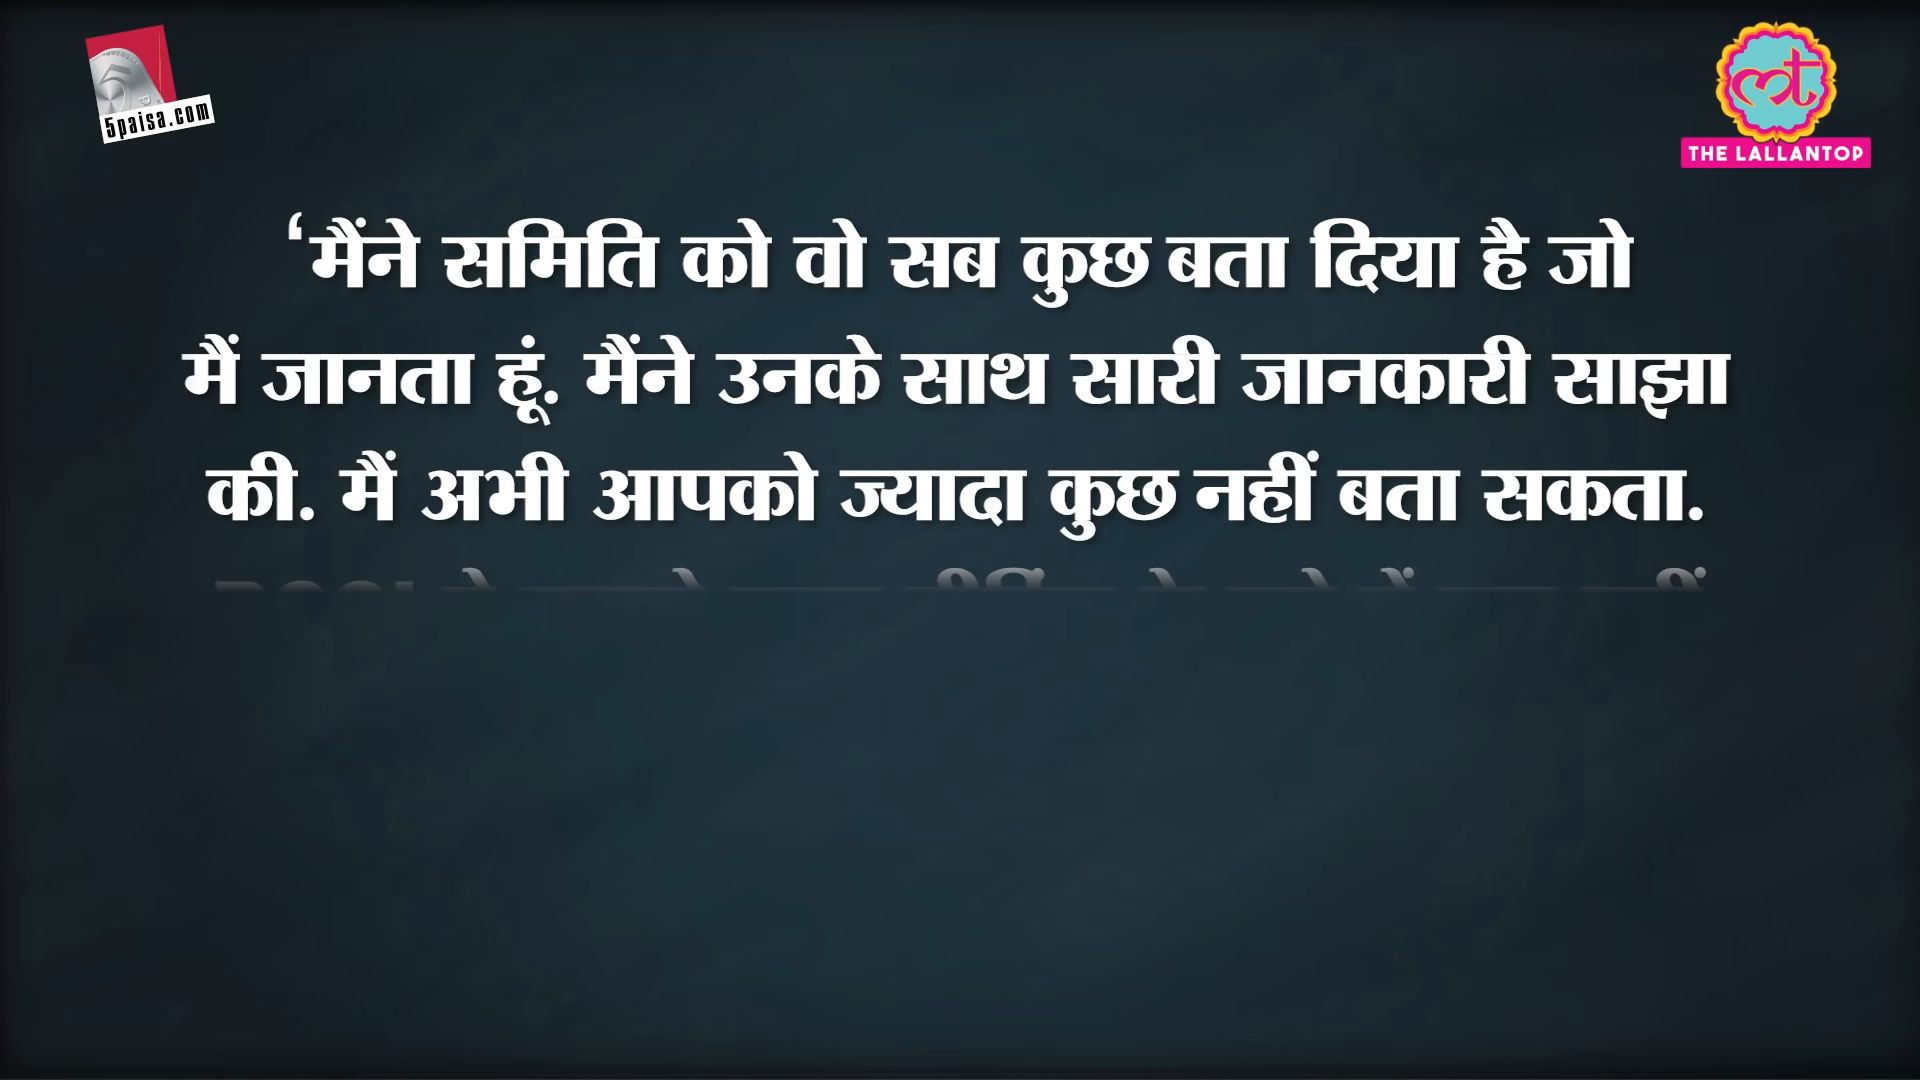 5paisa.com
THE LALLANTOP
‘मैंने समिति को वो सब कुछ बता दिया है जो
मैं जानता हूं. मैंने उनके साथ सारी जानकारी साझा
की. मैं अभी आपको ज्यादा कुछ नहीं बता सकता.